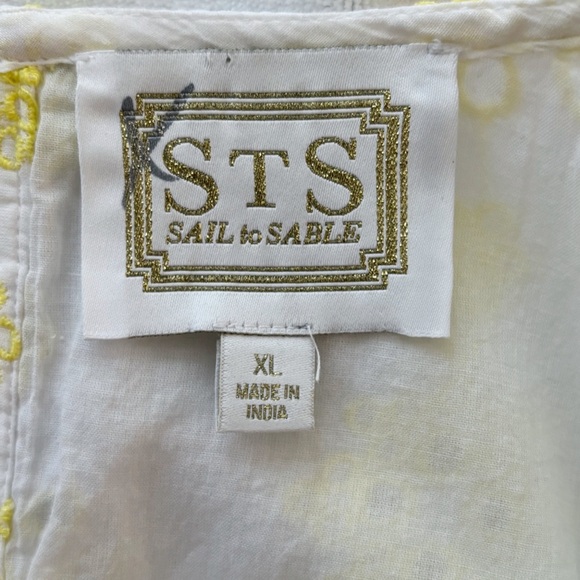 STS
SAIL to SABLE
XL
MADE IN
INDIA